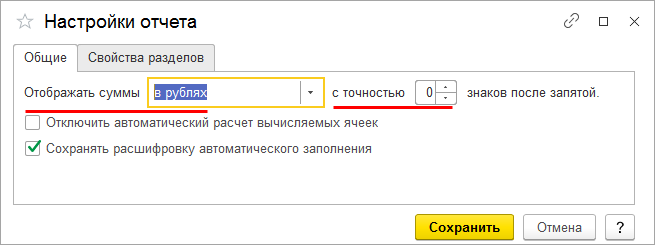 Настройки отчета
Общие Свойства разделов
Отображать суммы в рублях с точностью 0 знаков после запятой.
Отключить автоматический расчет вычисляемых ячеек
Сохранять расшифровку автоматического заполнения
Сохранить Отмена ?